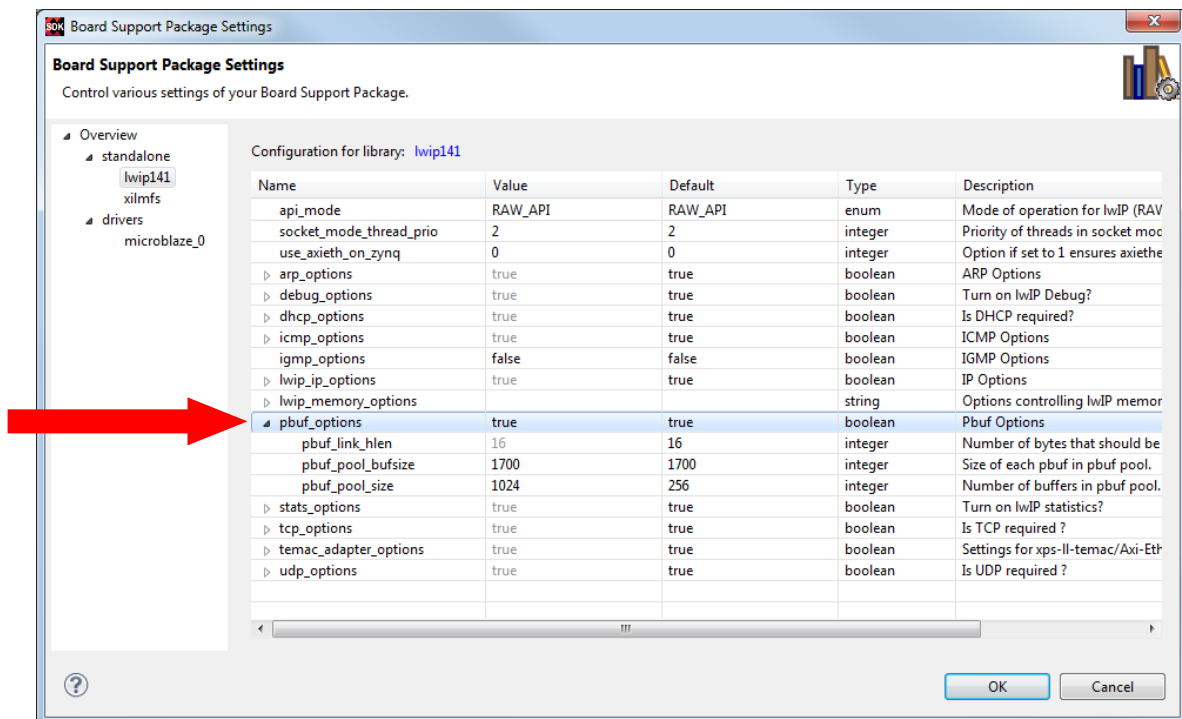 SDK Board Support Package Settings
Board Support Package Settings
Control various settings of your Board Support Package.
Overview
standalone
lwip141
xilmfs
drivers
microblaze_0
Configuration for library: lwip141
Name Value Default Type Description
api_mode RAW_API RAW_API enum Mode of operation for lwIP (RAW
socket_mode_thread_prio 2 2 integer Priority of threads in socket moc
use_axieth_on_zynq 0 0 integer Option if set to 1 ensures axiethe
arp_options true true boolean ARP Options
debug_options true true boolean Turn on lwIP Debug?
dhcp_options true true boolean Is DHCP required?
icmp_options true true boolean ICMP Options
igmp_options false false boolean IGMP Options
lwip_ip_options true true boolean IP Options
lwip_memory_options string Options controlling lwIP memor
pbuf_options true true boolean Pbuf Options
pbuf_link_hlen 16 16 integer Number of bytes that should be
pbuf_pool_bufsize 1700 1700 integer Size of each pbuf in pbuf pool.
pbuf_pool_size 1024 256 integer Number of buffers in pbuf pool.
stats_options true true boolean Turn on lwIP statistics?
tcp_options true true boolean Is TCP required ?
temac_adapter_options true true boolean Settings for xps-ll-temac/Axi-Eth
udp_options true true boolean Is UDP required ?
OK Cancel